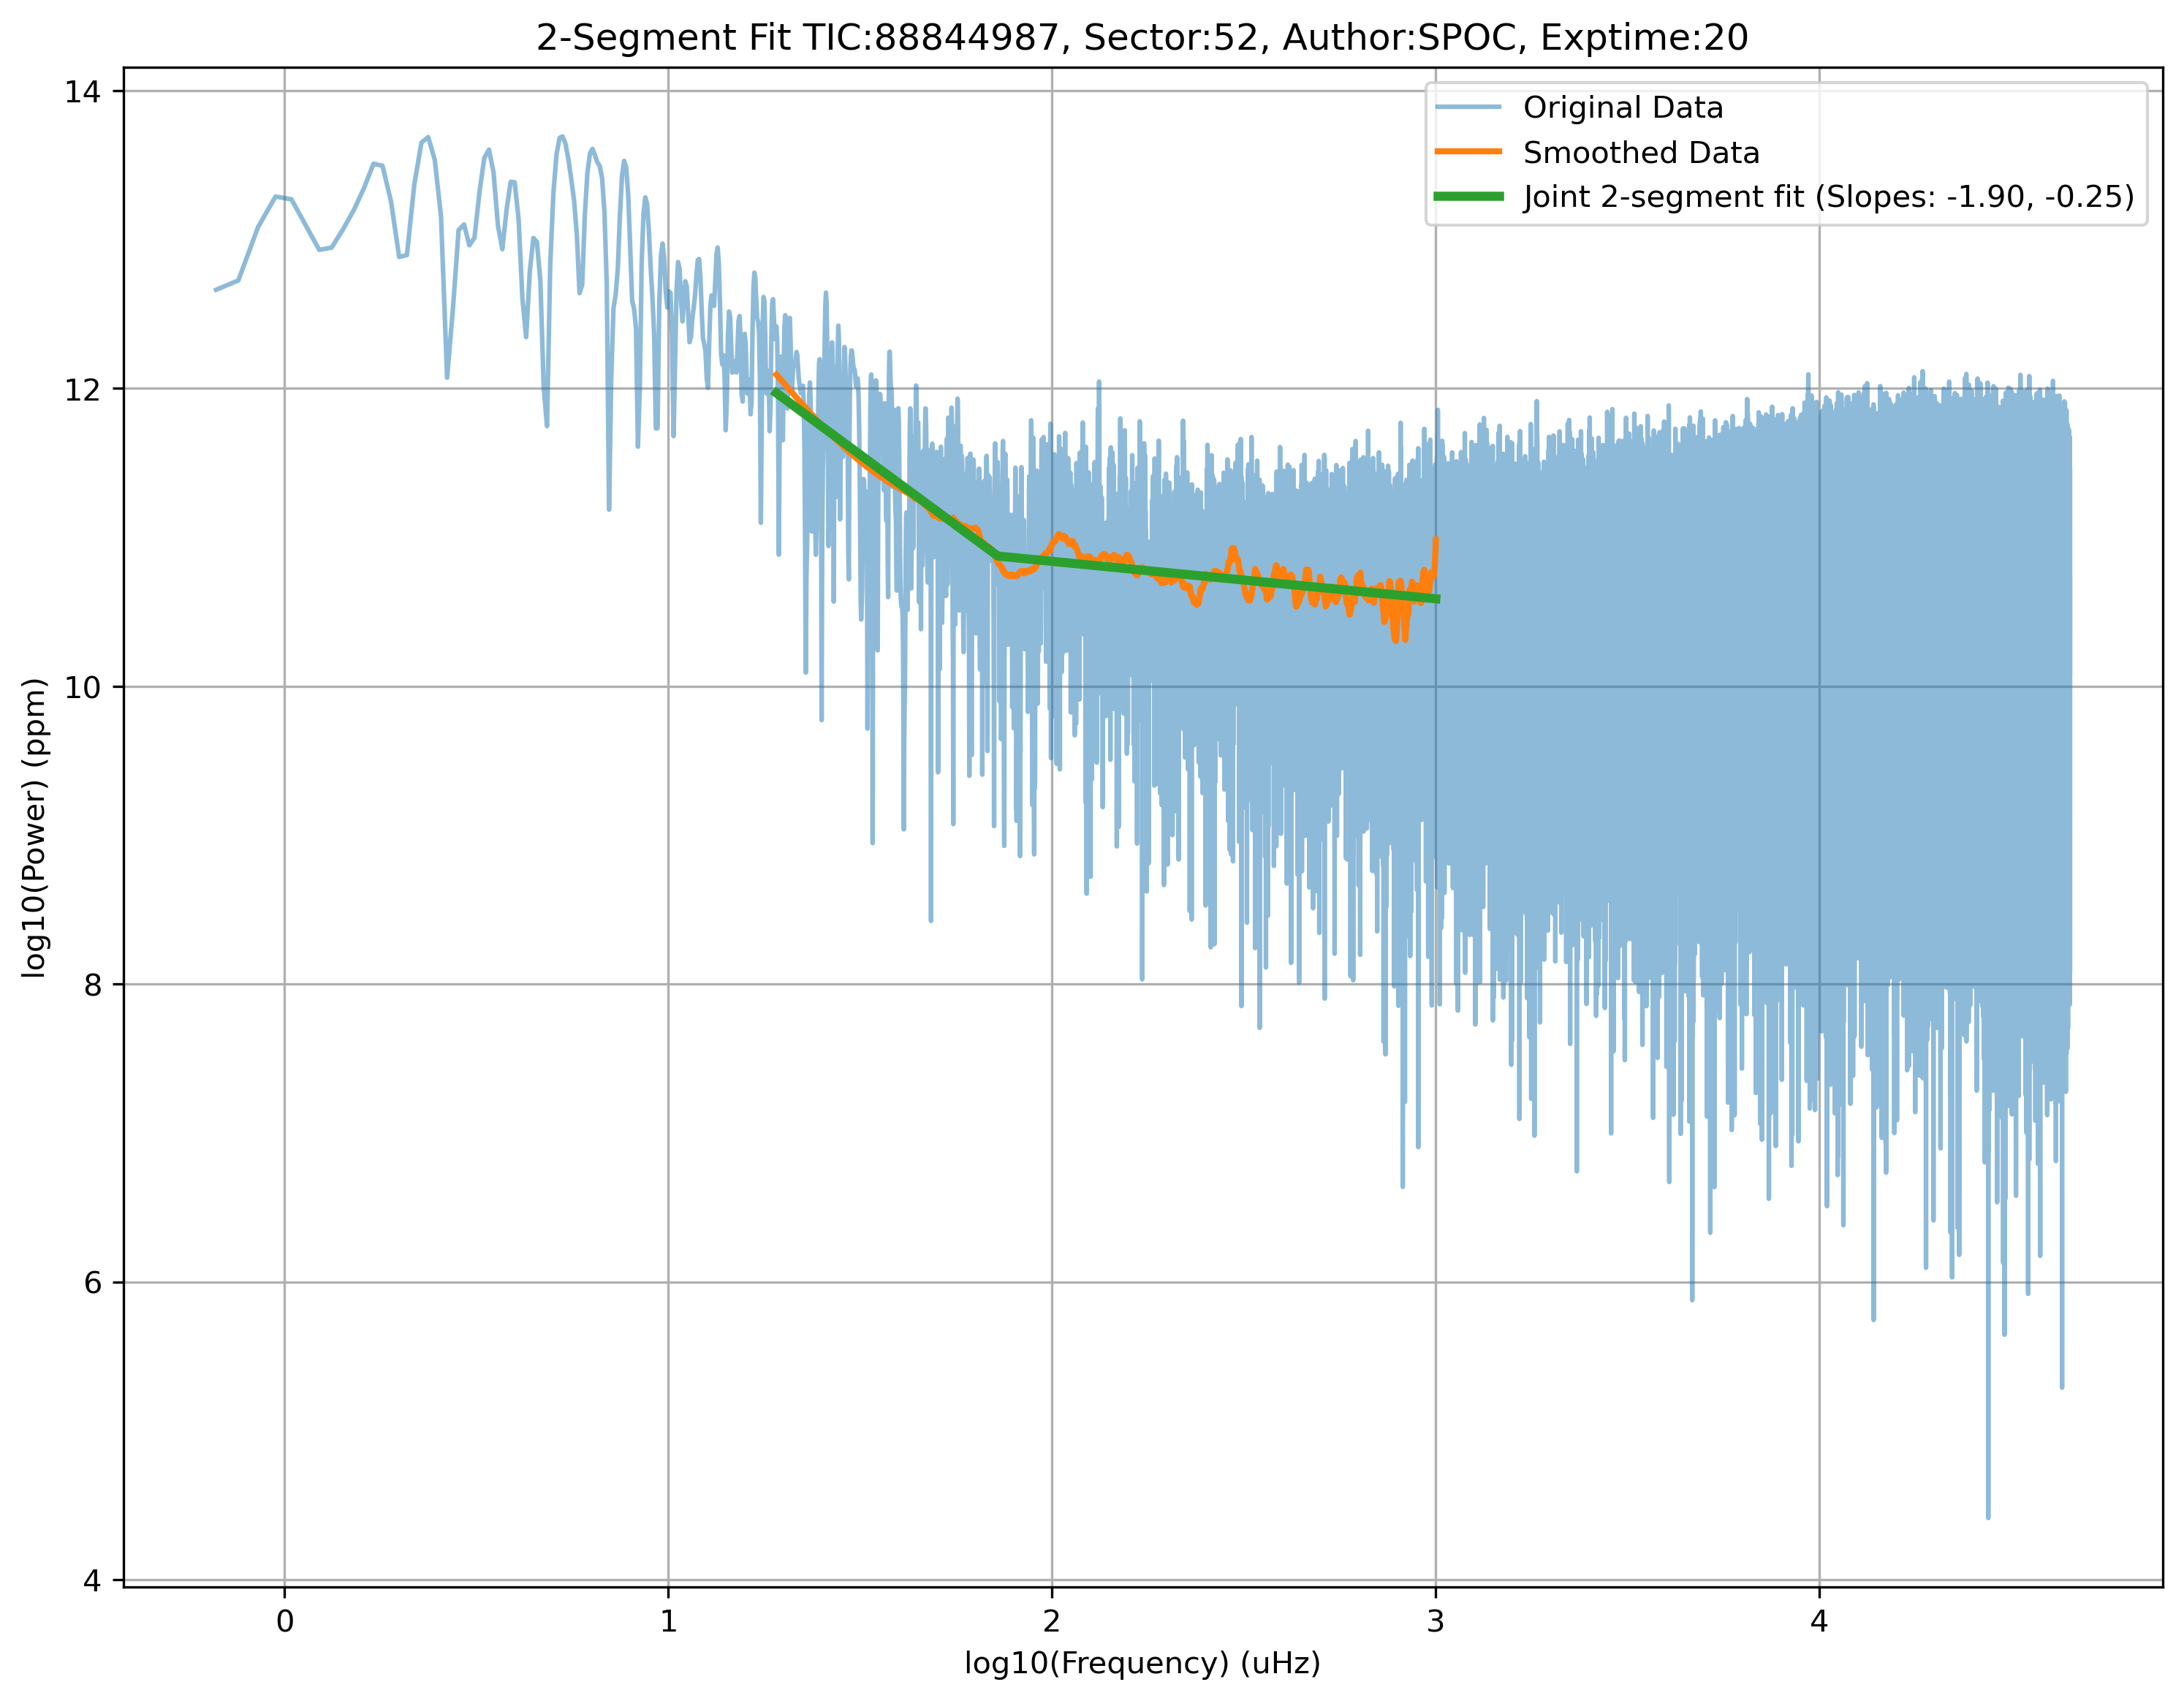 2-Segment Fit TIC:88844987, Sector:52, Author:SPOC, Exptime:20
Original Data
Smoothed Data
Joint 2-segment fit (Slopes: -1.90, -0.25)
log10(Power) (ppm)
14
12
10
8
6
4
0 1 2 3 4
log10(Frequency) (uHz)